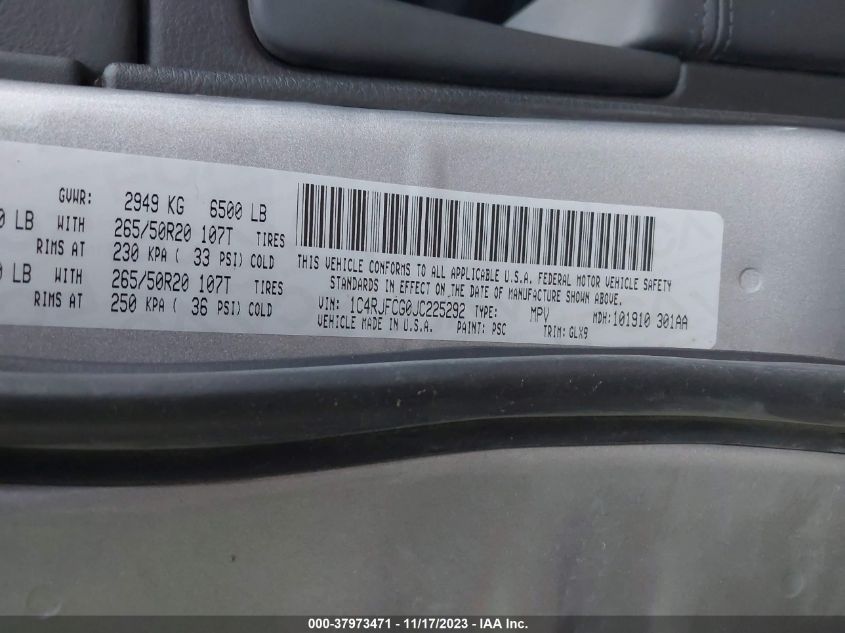 GVWR: 2949 KG 6500 LB
0 LB WITH 265/50R20 107T TIRES
RIMS AT 230 KPA ( 33 PSI) COLD
0 LB WITH 265/50R20 107T TIRES
RIMS AT 250 KPA ( 36 PSI) COLD
THIS VEHICLE CONFORMS TO ALL APPLICABLE U.S.A. FEDERAL MOTOR VEHICLE SAFETY
STANDARDS IN EFFECT ON THE DATE OF MANUFACTURE SHOWN ABOVE.
VIN: 1C4RJFCG0JC225292 TYPE: MPV MDH:101910 301AA
VEHICLE MADE IN U.S.A. PAINT: PSC TRIM: GLX9
000-37973471 - 11/17/2023 - IAA Inc.